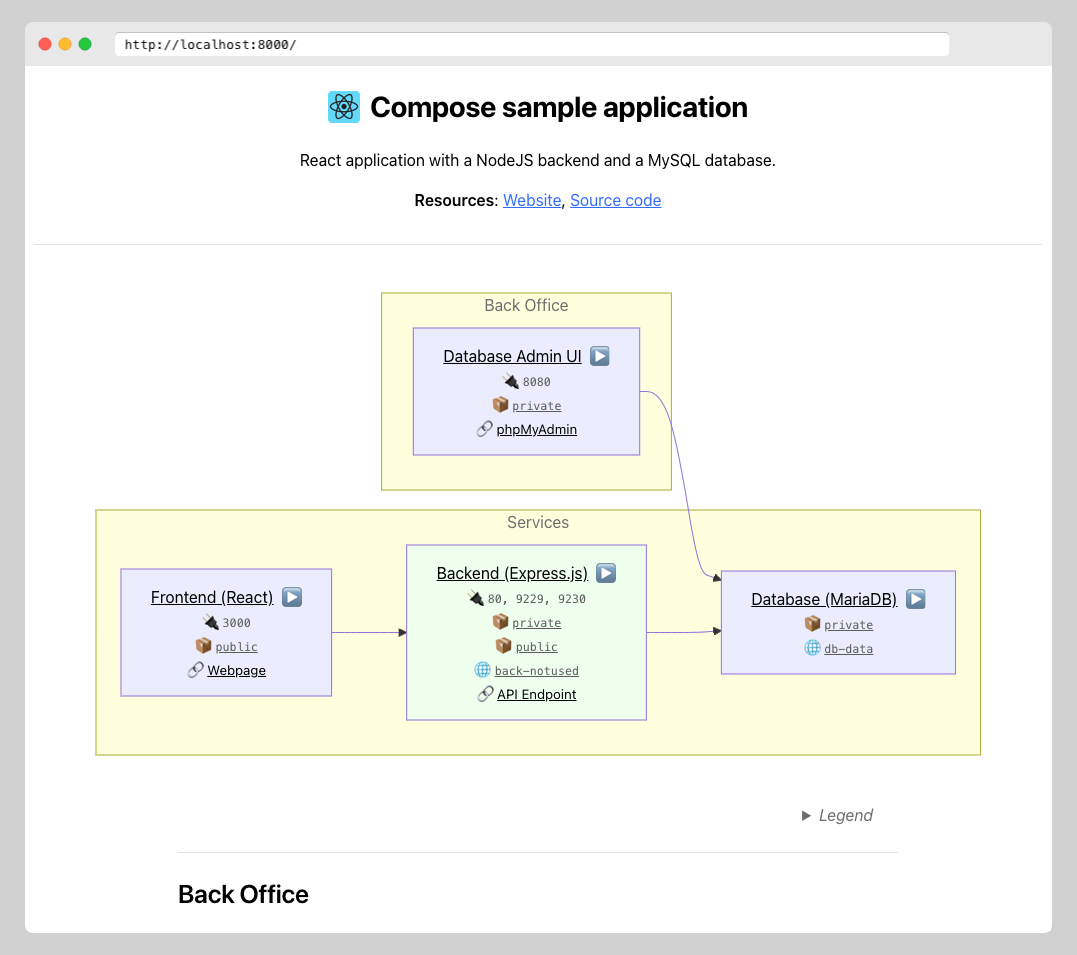 http://localhost:8000/
Compose sample application
React application with a NodeJS backend and a MySQL database.
Resources: Website, Source code
Back Office
Database Admin UI
8080
private
phpMyAdmin
Services
Frontend (React)
3000
public
Webpage
Backend (Express.js)
80, 9229, 9230
private
public
back-notused
API Endpoint
Database (MariaDB)
private
db-data
Legend
Back Office